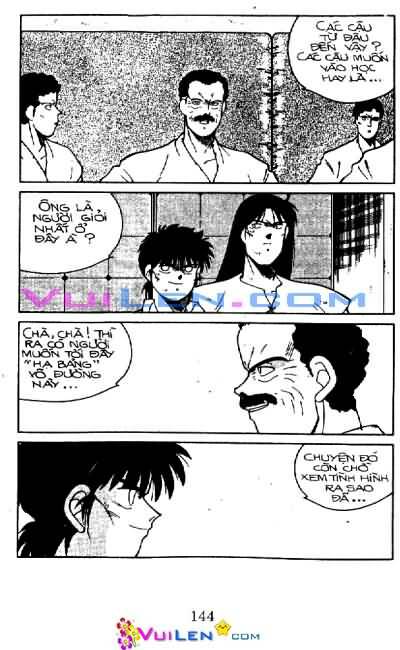 CÁC CẬU
TỪ ĐÂU
ĐẾN VẬY?
CÁC CẬU MUỐN
VÀO HỌC
HAY LÀ...
ÔNG LÀ
NGƯỜI GIỎI
NHẤT Ở
ĐÂY À?
VUILEN.COM
CHÀ, CHÀ! THÌ
RA CÓ NGƯỜI
MUỐN TỚI ĐÂY
"HẠ BẢNG"
VÕ ĐƯỜNG
NÀY...
CHUYỆN ĐÓ
CÒN CHỜ
XEM TÌNH HÌNH
RA SAO
ĐÃ...
144
VUILEN.COM